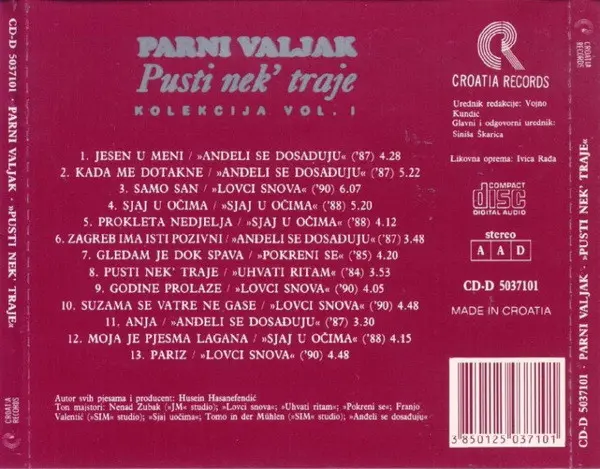 CD-D 5037101 · PARNI VALJAK · »PUSTI NEK' TRAJE«
CROATIA
RECORDS
PARNI VALJAK
Pusti nek' traje
KOLEKCIJA VOL. I
1. JESEN U MENI / »ANĐELI SE DOSAĐUJU« ('87) 4.28
2. KADA ME DOTAKNE / »ANĐELI SE DOSAĐUJU« ('87) 5.22
3. SAMO SAN / »LOVCI SNOVA« ('90) 6.07
4. SJAJ U OČIMA / »SJAJ U OČIMA« ('88) 5.20
5. PROKLETA NEDJELJA / »SJAJ U OČIMA« ('88) 4.12
6. ZAGREB IMA ISTI POZIVNI / »ANĐELI SE DOSAĐUJU« ('87) 3.48
7. GLEDAM JE DOK SPAVA / »POKRENI SE« ('85) 4.20
8. PUSTI NEK' TRAJE / »UHVATI RITAM« ('84) 3.53
9. GODINE PROLAZE / »LOVCI SNOVA« ('90) 4.05
10. SUZAMA SE VATRE NE GASE / »LOVCI SNOVA« ('90) 4.48
11. ANJA / »ANĐELI SE DOSAĐUJU« ('87) 3.30
12. MOJA JE PJESMA LAGANA / »SJAJ U OČIMA« ('88) 4.15
13. PARIZ / »LOVCI SNOVA« ('90) 4.48
Autor svih pjesama i producent: Husein Hasanefendić
Ton majstori: Nenad Zubak (»JM« studio); »Lovci snova«; »Uhvati ritam«; »Pokreni se«; Franjo
Valentić (»SIM« studio); »Sjaj uočima«; Tomo in der Mühlen (»SIM« studio); »Anđeli se dosađuju»
CROATIA RECORDS
Urednik redakcije: Vojno
Kundić
Glavni i odgovorni urednik:
Siniša Škarica
Likovna oprema: Ivica Rađa
COMPACT
disc
DIGITAL AUDIO
stereo
A A D
CD-D 5037101
MADE IN CROATIA
3 850125 037101
CD-D 5037101 · PARNI VALJAK · »PUSTI NEK' TRAJE«
CROATIA
RECORDS